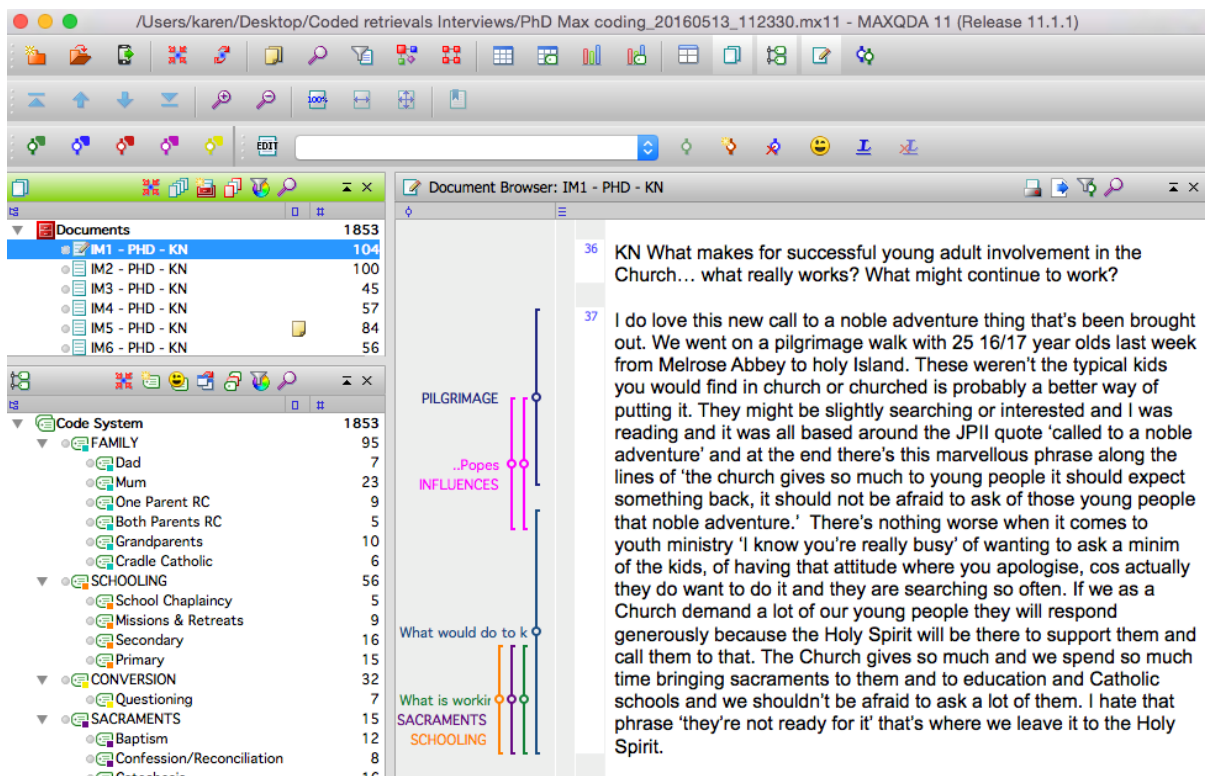 /Users/karen/Desktop/Coded retrievals Interviews/PhD Max coding_20160513_112330.mx11 - MAXQDA 11 (Release 11.1.1)
100%
EDIT
Documents 1853
IM1 - PHD - KN 104
IM2 - PHD - KN 100
IM3 - PHD - KN 45
IM4 - PHD - KN 57
IM5 - PHD - KN 84
IM6 - PHD - KN 56
Code System 1853
FAMILY 95
Dad 7
Mum 23
One Parent RC 9
Both Parents RC 5
Grandparents 10
Cradle Catholic 6
SCHOOLING 56
School Chaplaincy 5
Missions & Retreats 9
Secondary 16
Primary 15
CONVERSION 32
Questioning 7
SACRAMENTS 15
Baptism 12
Confession/Reconciliation 8
Document Browser: IM1 - PHD - KN
PILGRIMAGE
..Popes
INFLUENCES
What would do to k
What is workir
SACRAMENTS
SCHOOLING
36 KN What makes for successful young adult involvement in the
Church... what really works? What might continue to work?
37 I do love this new call to a noble adventure thing that's been brought
out. We went on a pilgrimage walk with 25 16/17 year olds last week
from Melrose Abbey to holy Island. These weren't the typical kids
you would find in church or churched is probably a better way of
putting it. They might be slightly searching or interested and I was
reading and it was all based around the JPII quote 'called to a noble
adventure' and at the end there's this marvellous phrase along the
lines of 'the church gives so much to young people it should expect
something back, it should not be afraid to ask of those young people
that noble adventure.' There's nothing worse when it comes to
youth ministry 'I know you're really busy' of wanting to ask a minim
of the kids, of having that attitude where you apologise, cos actually
they do want to do it and they are searching so often. If we as a
Church demand a lot of our young people they will respond
generously because the Holy Spirit will be there to support them and
call them to that. The Church gives so much and we spend so much
time bringing sacraments to them and to education and Catholic
schools and we shouldn't be afraid to ask a lot of them. I hate that
phrase 'they're not ready for it' that's where we leave it to the Holy
Spirit.